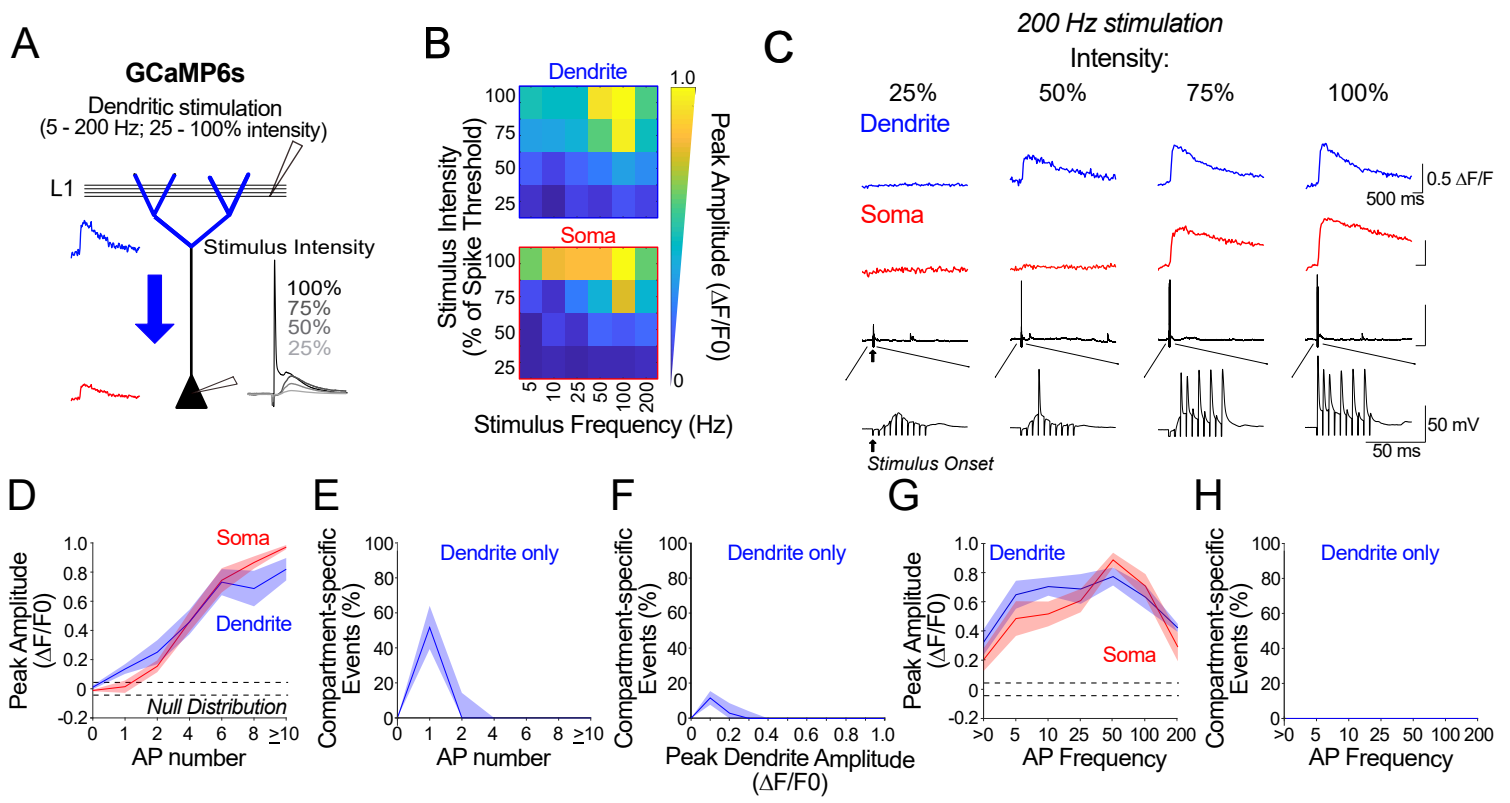 A
GCaMP6s
Dendritic stimulation
(5 - 200 Hz; 25 - 100% intensity)
L1
Stimulus Intensity
100%
75%
50%
25%
B
Dendrite
1.0
100
75
50
25
Soma
100
75
50
25
0
Stimulus Intensity
(% of Spike Threshold)
Peak Amplitude (ΔF/F0)
5
10
25
50
100
200
Stimulus Frequency (Hz)
C
200 Hz stimulation
Intensity:
25%
50%
75%
100%
Dendrite
0.5 ΔF/F
500 ms
Soma
50 mV
50 ms
Stimulus Onset
D
Peak Amplitude
(ΔF/F0)
1.0
0.8
0.6
0.4
0.2
0
-0.2
Soma
Dendrite
Null Distribution
0 1 2 4 6 8 ≥10
AP number
E
Compartment-specific
Events (%)
100
80
60
40
20
0
Dendrite only
0 1 2 4 6 8 ≥10
AP number
F
Compartment-specific
Events (%)
100
80
60
40
20
0
Dendrite only
0 0.2 0.4 0.6 0.8 1.0
Peak Dendrite Amplitude
(ΔF/F0)
G
Peak Amplitude
(ΔF/F0)
1.0
0.8
0.6
0.4
0.2
0
-0.2
Dendrite
Soma
>0 5 10 25 50 100 200
AP Frequency
H
Compartment-specific
Events (%)
100
80
60
40
20
0
Dendrite only
>0 5 10 25 50 100 200
AP Frequency